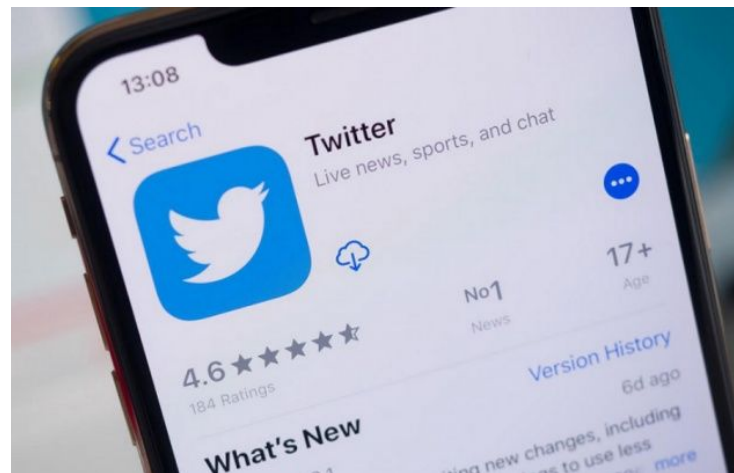 13:08
Search
Twitter
Live news, sports, and chat
4.6
184 Ratings
No1
News
17+
Age
What's New
Version History
6d ago
ting new changes, including
to use less
more